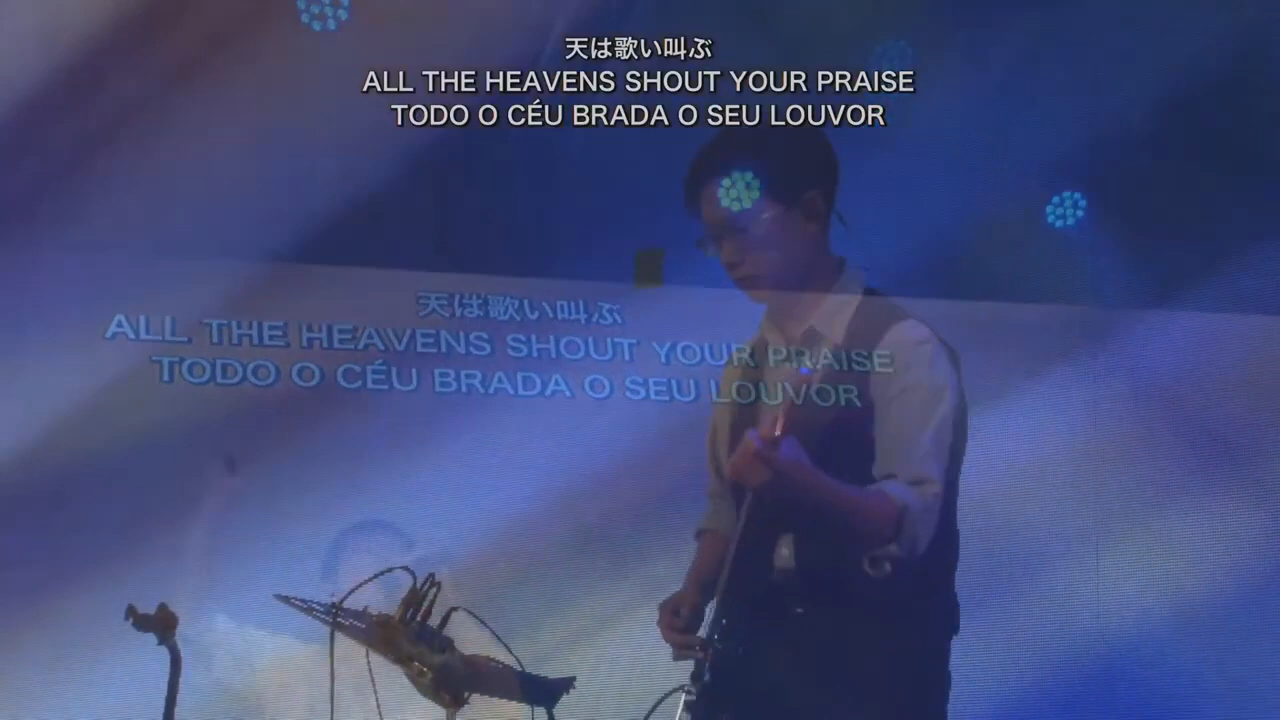 天は歌い叫ぶ
ALL THE HEAVENS SHOUT YOUR PRAISE
TODO O CÉU BRADA O SEU LOUVOR
天は歌い叫ぶ
ALL THE HEAVENS SHOUT YOUR PRAISE
TODO O CÉU BRADA O SEU LOUVOR